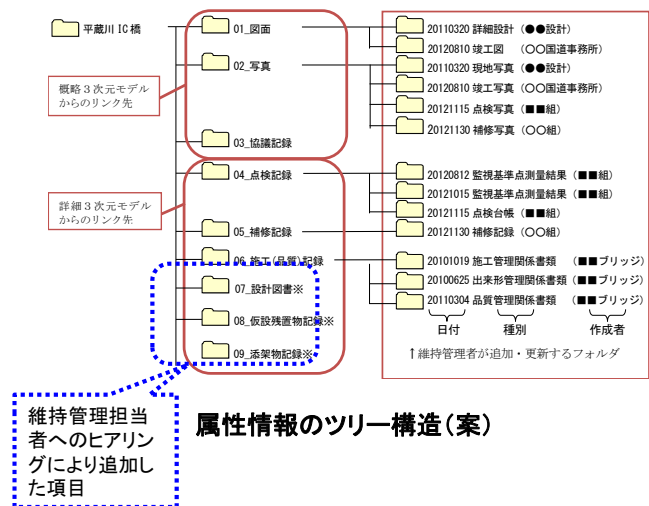 平蔵川 IC 橋
01_図面
02_写真
03_協議記録
04_点検記録
05_補修記録
06_施工(品質)記録
07_設計図書※
08_仮設残置物記録※
09_添架物記録※
概略3次元モデル
からのリンク先
詳細3次元モデル
からのリンク先
20110320 詳細設計(●●設計)
20120810 竣工図(○○国道事務所)
20110320 現地写真(●●設計)
20120810 竣工写真(○○国道事務所)
20121115 点検写真(■■組)
20121130 補修写真(○○組)
20120812 監視基準点測量結果(■■組)
20121015 監視基準点測量結果(■■組)
20121115 点検台帳(■■組)
20121130 補修記録(○○組)
20101019 施工管理関係書類 (■■ブリッジ)
20100625 出来形管理関係書類 (■■ブリッジ)
20110304 品質管理関係書類 (■■ブリッジ)
日付 種別 作成者
↑維持管理者が追加・更新するフォルダ
維持管理担当
者へのヒアリン
グにより追加し
た項目
属性情報のツリー構造(案)